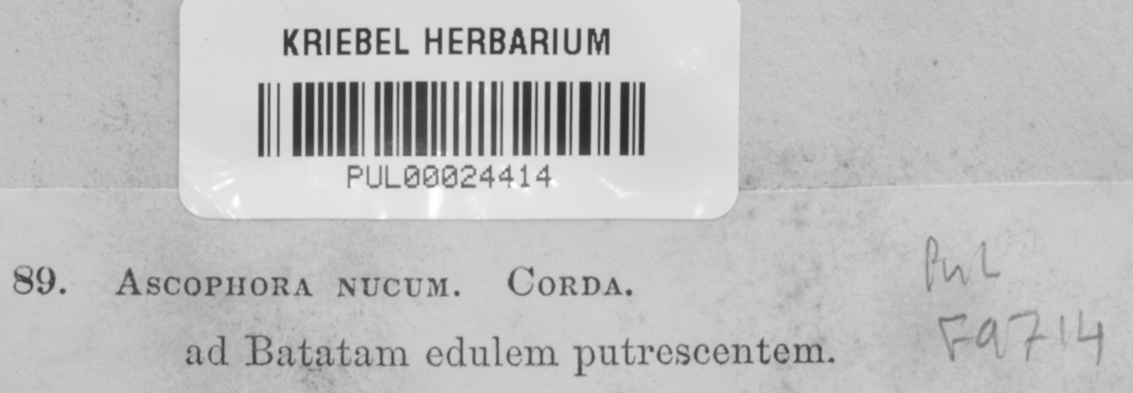 KRIEBEL HERBARIUM
PUL00024414
89. ASCOPHORA NUCUM. CORDA.
ad Batatam edulem putrescentem.
Pul
F9714